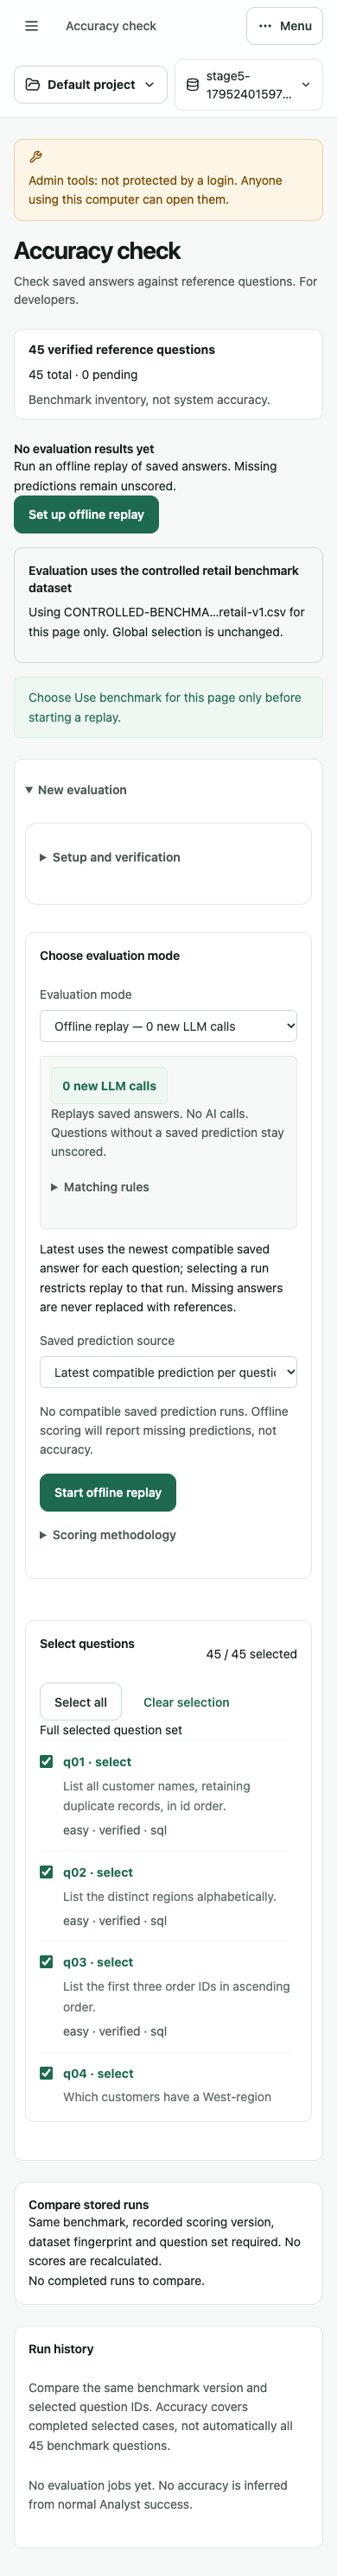 Accuracy check
Menu
Default project
stage5-
17952401597...
Admin tools: not protected by a login. Anyone
using this computer can open them.
Accuracy check
Check saved answers against reference questions. For
developers.
45 verified reference questions
45 total · 0 pending
Benchmark inventory, not system accuracy.
No evaluation results yet
Run an offline replay of saved answers. Missing
predictions remain unscored.
Set up offline replay
Evaluation uses the controlled retail benchmark
dataset
Using CONTROLLED-BENCHMA...retail-v1.csv for
this page only. Global selection is unchanged.
Choose Use benchmark for this page only before
starting a replay.
New evaluation
Setup and verification
Choose evaluation mode
Evaluation mode
Offline replay — 0 new LLM calls
0 new LLM calls
Replays saved answers. No AI calls.
Questions without a saved prediction stay
unscored.
Matching rules
Latest uses the newest compatible saved
answer for each question; selecting a run
restricts replay to that run. Missing answers
are never replaced with references.
Saved prediction source
Latest compatible prediction per questi
No compatible saved prediction runs. Offline
scoring will report missing predictions, not
accuracy.
Start offline replay
Scoring methodology
Select questions
45 / 45 selected
Select all
Clear selection
Full selected question set
q01 · select
List all customer names, retaining
duplicate records, in id order.
easy · verified · sql
q02 · select
List the distinct regions alphabetically.
easy · verified · sql
q03 · select
List the first three order IDs in ascending
order.
easy · verified · sql
q04 · select
Which customers have a West-region
Compare stored runs
Same benchmark, recorded scoring version,
dataset fingerprint and question set required. No
scores are recalculated.
No completed runs to compare.
Run history
Compare the same benchmark version and
selected question IDs. Accuracy covers
completed selected cases, not automatically all
45 benchmark questions.
No evaluation jobs yet. No accuracy is inferred
from normal Analyst success.